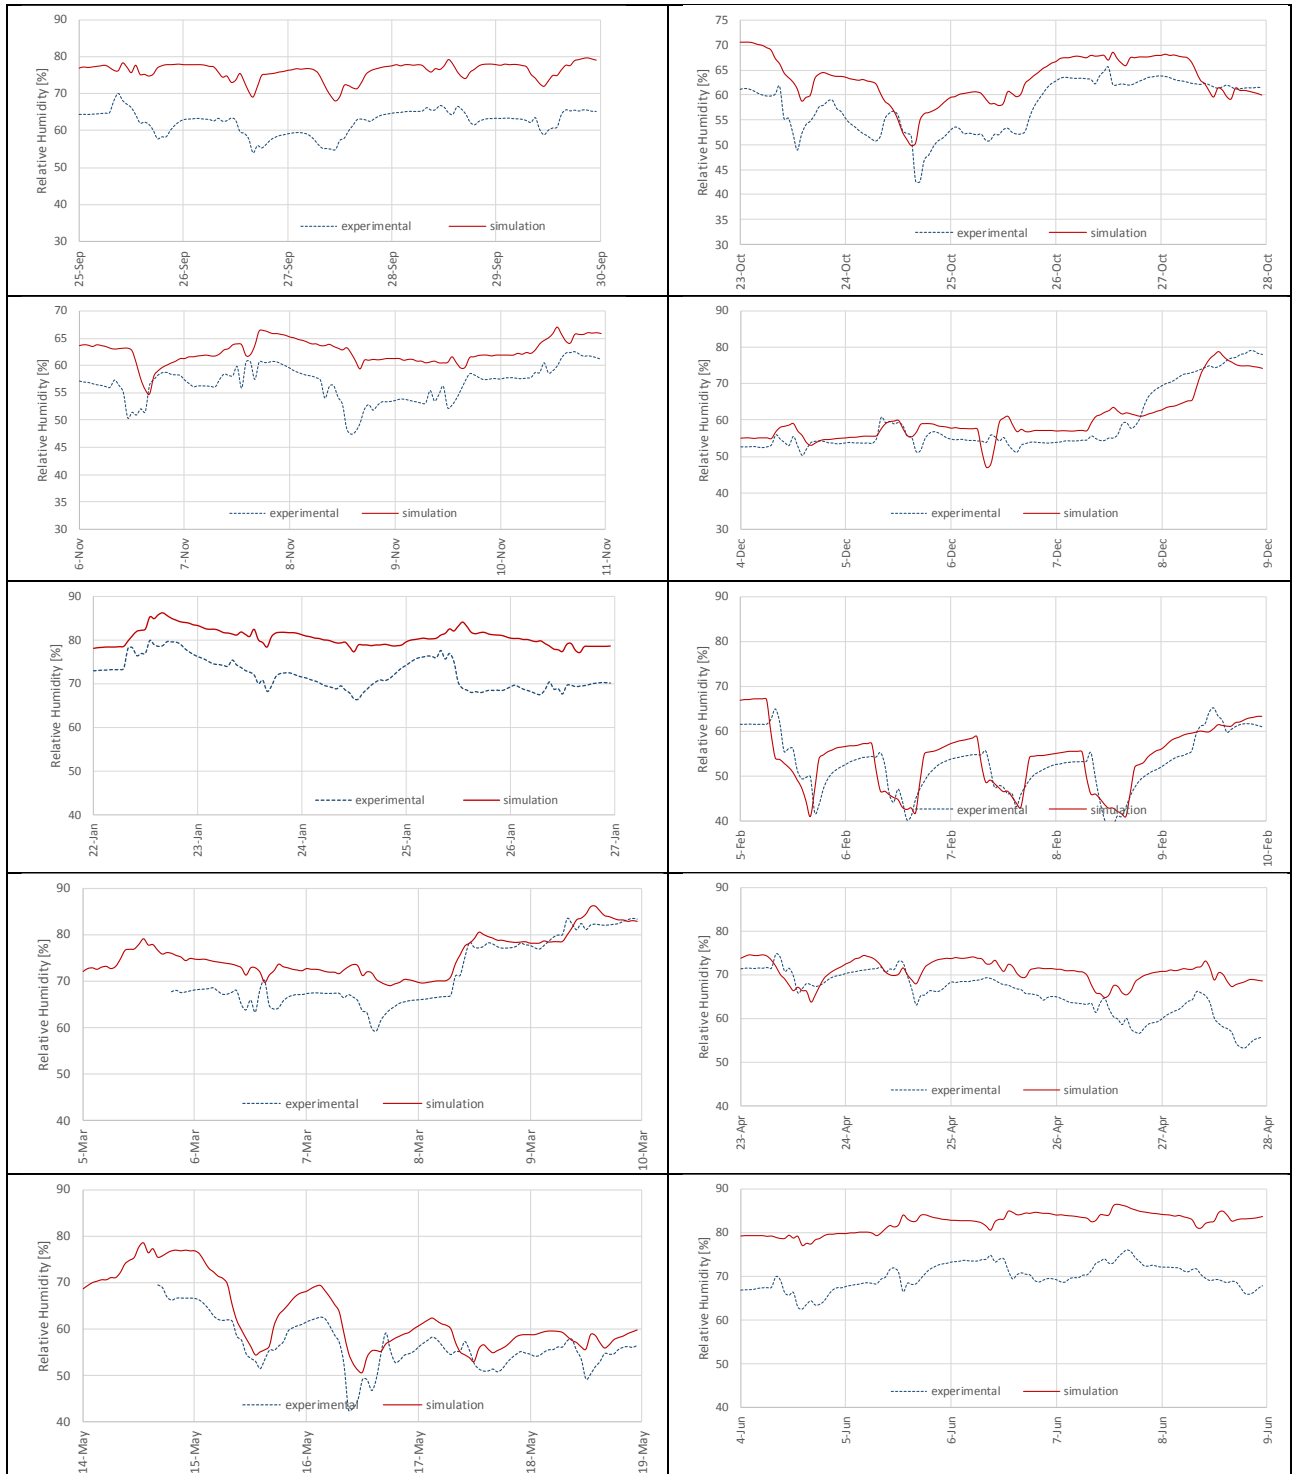 90
80
70
60
50
40
30
Relative Humidity [%]
experimental
simulation
25-Sep
26-Sep
27-Sep
28-Sep
29-Sep
30-Sep
75
70
65
60
55
50
45
40
35
30
Relative Humidity [%]
experimental
simulation
23-Oct
24-Oct
25-Oct
26-Oct
27-Oct
28-Oct
70
65
60
55
50
45
40
35
30
Relative Humidity [%]
experimental
simulation
6-Nov
7-Nov
8-Nov
9-Nov
10-Nov
11-Nov
90
80
70
60
50
40
30
Relative Humidity [%]
experimental
simulation
4-Dec
5-Dec
6-Dec
7-Dec
8-Dec
9-Dec
90
80
70
60
50
40
Relative Humidity [%]
experimental
simulation
22-Jan
23-Jan
24-Jan
25-Jan
26-Jan
27-Jan
90
80
70
60
50
40
Relative Humidity [%]
experimental
simulation
5-Feb
6-Feb
7-Feb
8-Feb
9-Feb
10-Feb
90
80
70
60
50
40
Relative Humidity [%]
experimental
simulation
5-Mar
6-Mar
7-Mar
8-Mar
9-Mar
10-Mar
90
80
70
60
50
40
Relative Humidity [%]
experimental
simulation
23-Apr
24-Apr
25-Apr
26-Apr
27-Apr
28-Apr
90
80
70
60
50
40
Relative Humidity [%]
experimental
simulation
14-May
15-May
16-May
17-May
18-May
19-May
90
80
70
60
50
40
Relative Humidity [%]
experimental
simulation
4-Jun
5-Jun
6-Jun
7-Jun
8-Jun
9-Jun